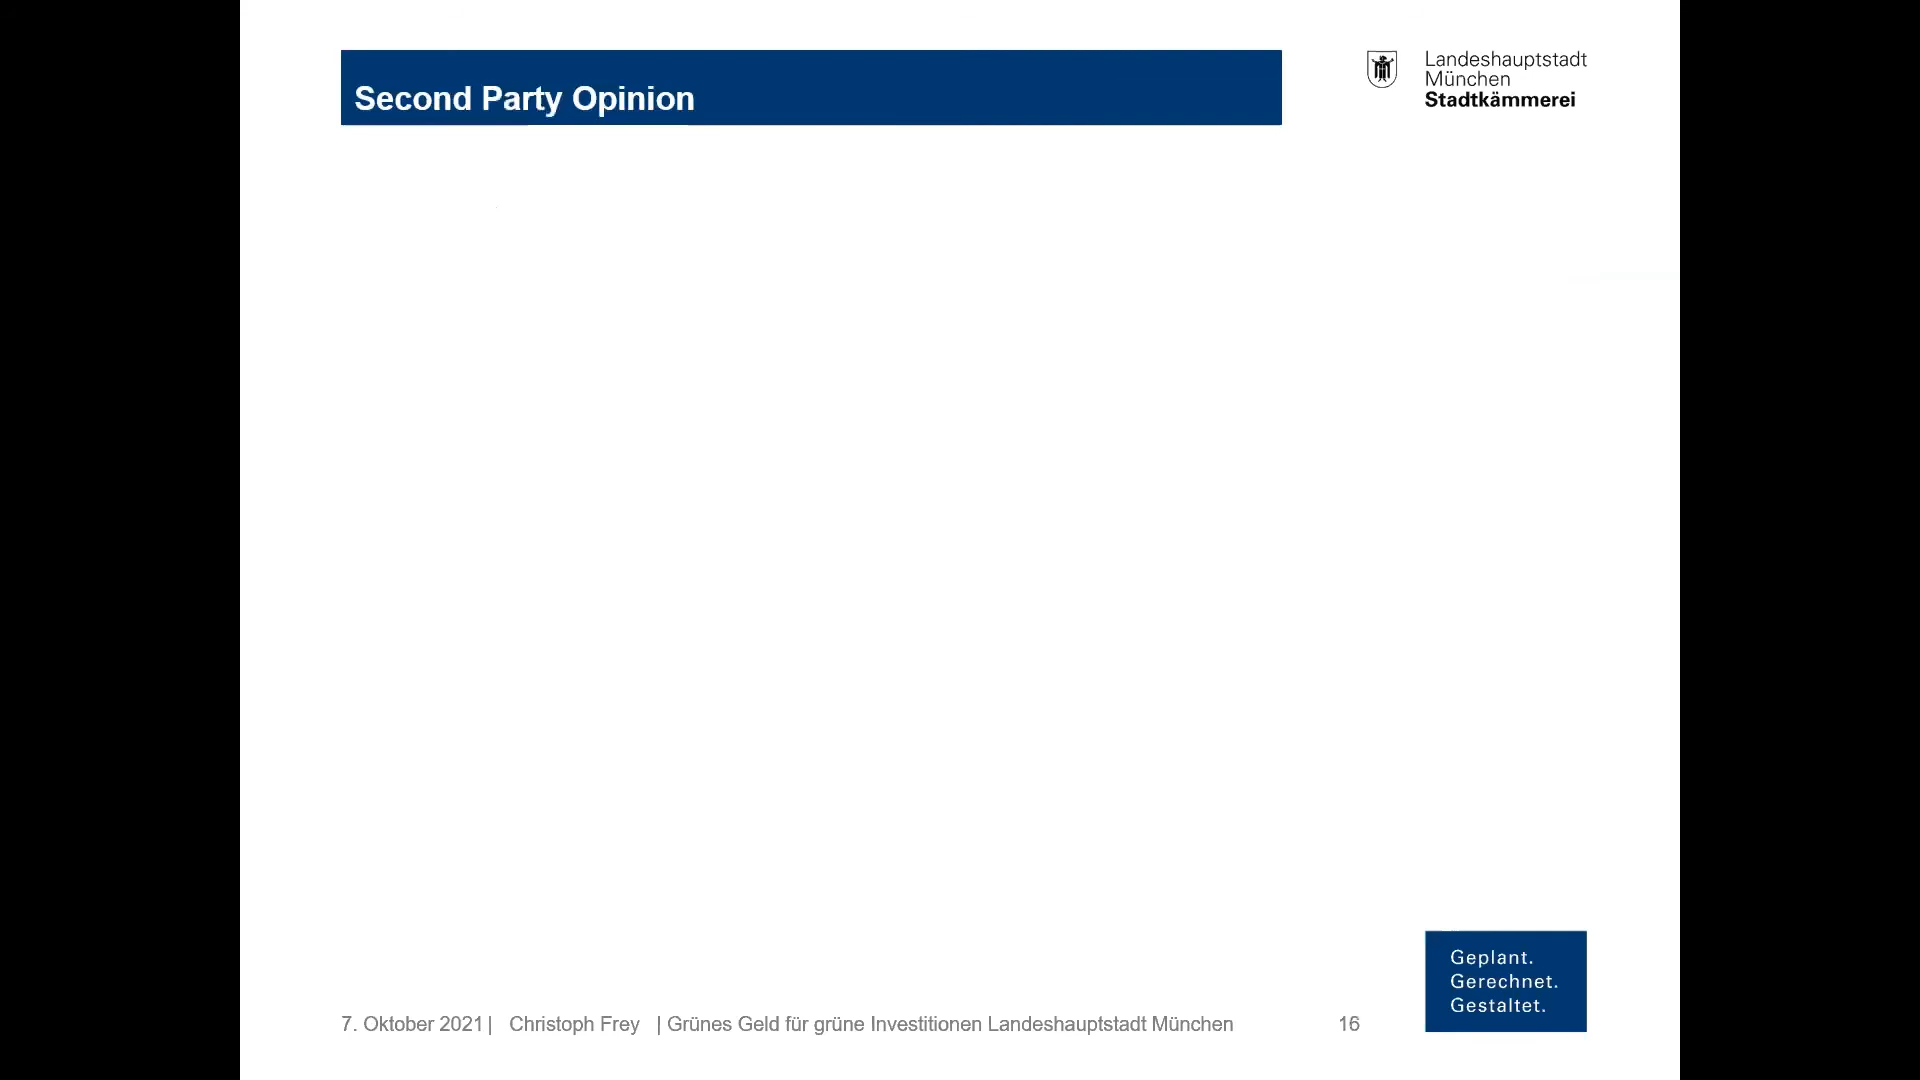 Second Party Opinion
Landeshauptstadt
München
Stadtkämmerei
Geplant.
Gerechnet.
Gestaltet.
7. Oktober 2021 | Christoph Frey | Grünes Geld für grüne Investitionen Landeshauptstadt München 16